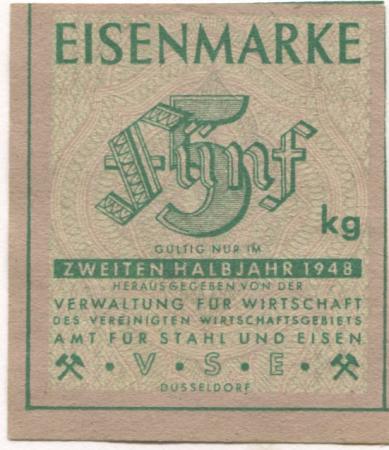 EISENMARKE
5
Fünf
kg
GÜLTIG NUR IM
ZWEITEN HALBJAHR 1948
HERAUSGEGEBEN VON DER
VERWALTUNG FÜR WIRTSCHAFT
DES VEREINIGTEN WIRTSCHAFTSGEBIETS
AMT FÜR STAHL UND EISEN
• V • S • E •
DÜSSELDORF